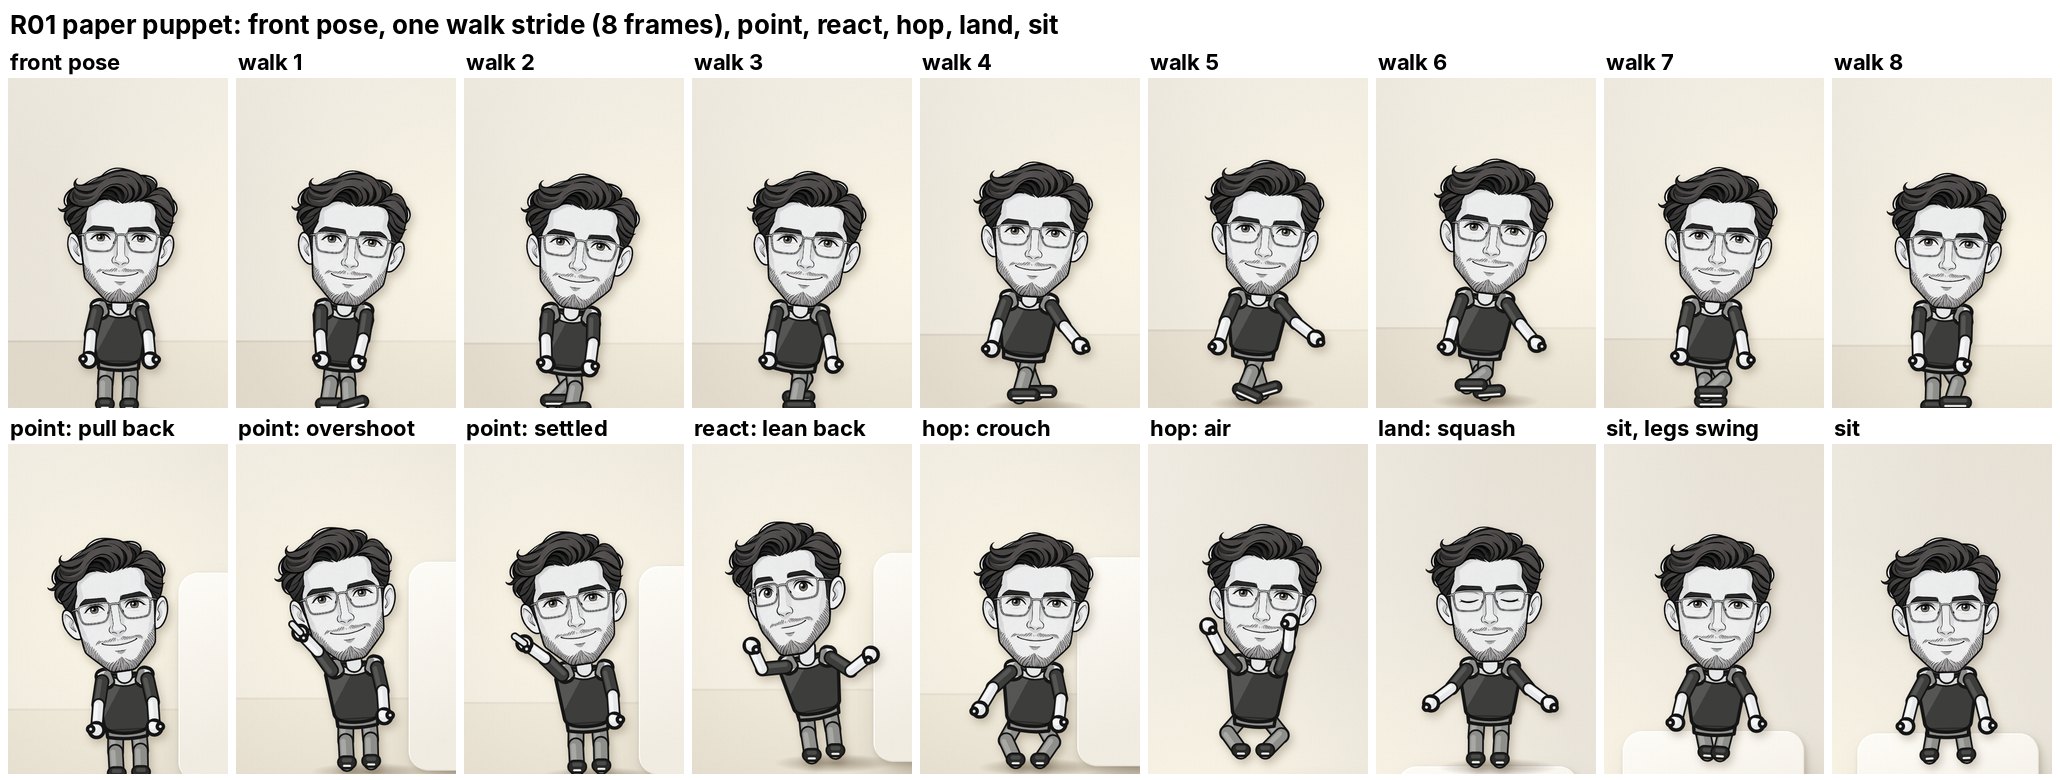 R01 paper puppet: front pose, one walk stride (8 frames), point, react, hop, land, sit
front pose
walk 1
walk 2
walk 3
walk 4
walk 5
walk 6
walk 7
walk 8
point: pull back
point: overshoot
point: settled
react: lean back
hop: crouch
hop: air
land: squash
sit, legs swing
sit